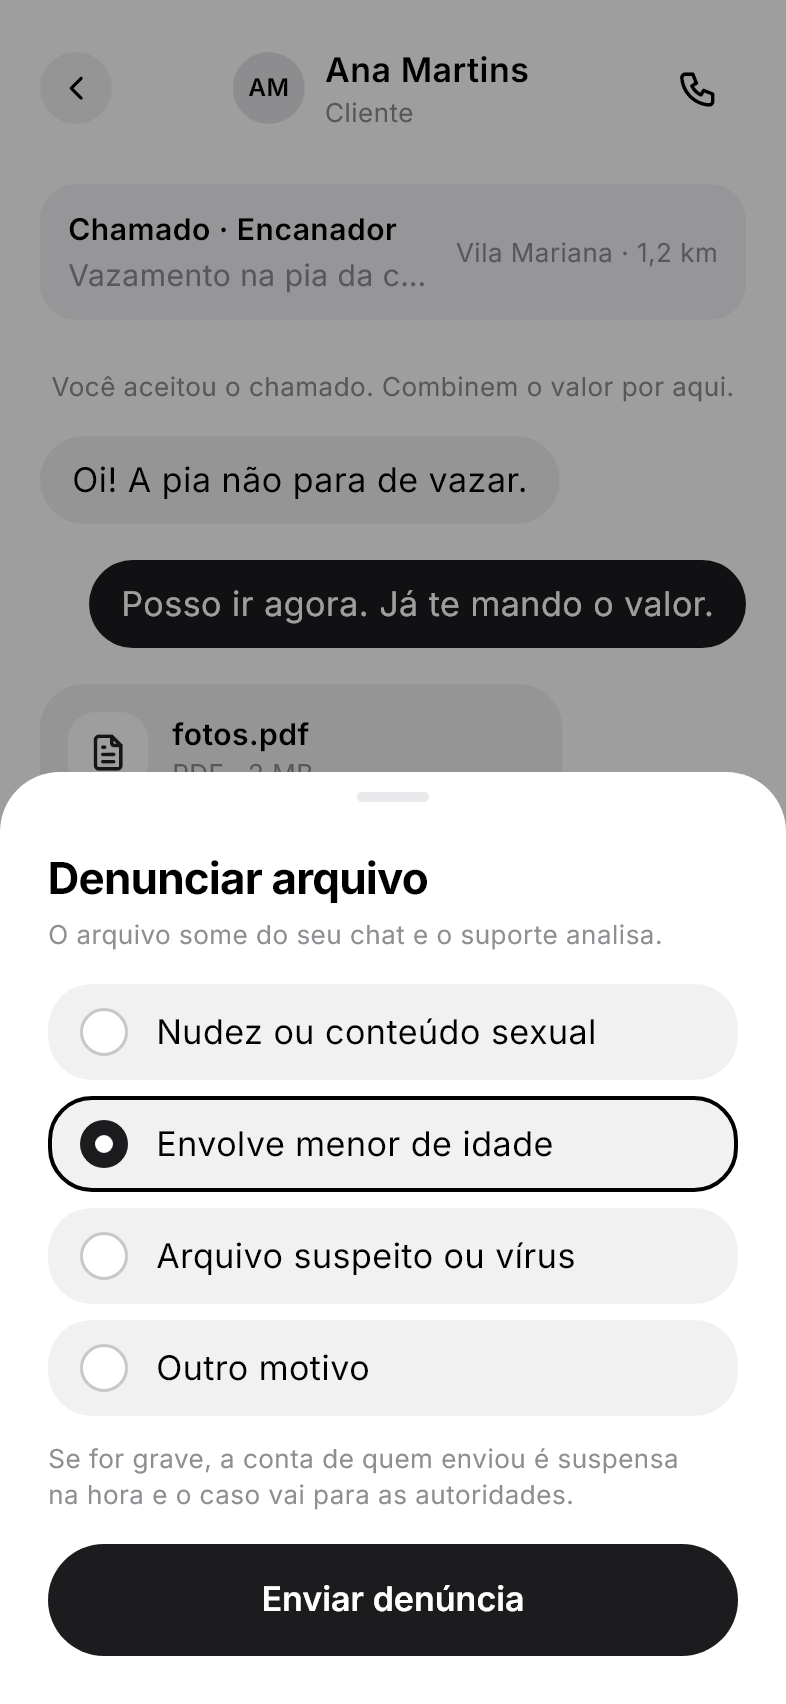 AM
Ana Martins
Cliente
Chamado · Encanador
Vazamento na pia da c...
Vila Mariana · 1,2 km
Você aceitou o chamado. Combinem o valor por aqui.
Oi! A pia não para de vazar.
Posso ir agora. Já te mando o valor.
fotos.pdf
PDF · 2 MB
Denunciar arquivo
O arquivo some do seu chat e o suporte analisa.
Nudez ou conteúdo sexual
Envolve menor de idade
Arquivo suspeito ou vírus
Outro motivo
Se for grave, a conta de quem enviou é suspensa
na hora e o caso vai para as autoridades.
Enviar denúncia